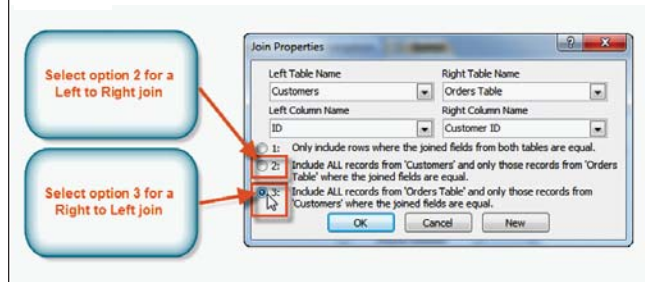 Select option 2 for a
Left to Right join
Select option 3 for a
Right to Left join
Join Properties
Left Table Name
Right Table Name
Customers
Orders Table
Left Column Name
Right Column Name
ID
Customer ID
1: Only include rows where the joined fields from both tables are equal.
2: Include ALL records from 'Customers' and only those records from 'Orders
Table' where the joined fields are equal.
3: Include ALL records from 'Orders Table' and only those records from
'Customers' where the joined fields are equal.
OK
Cancel
New